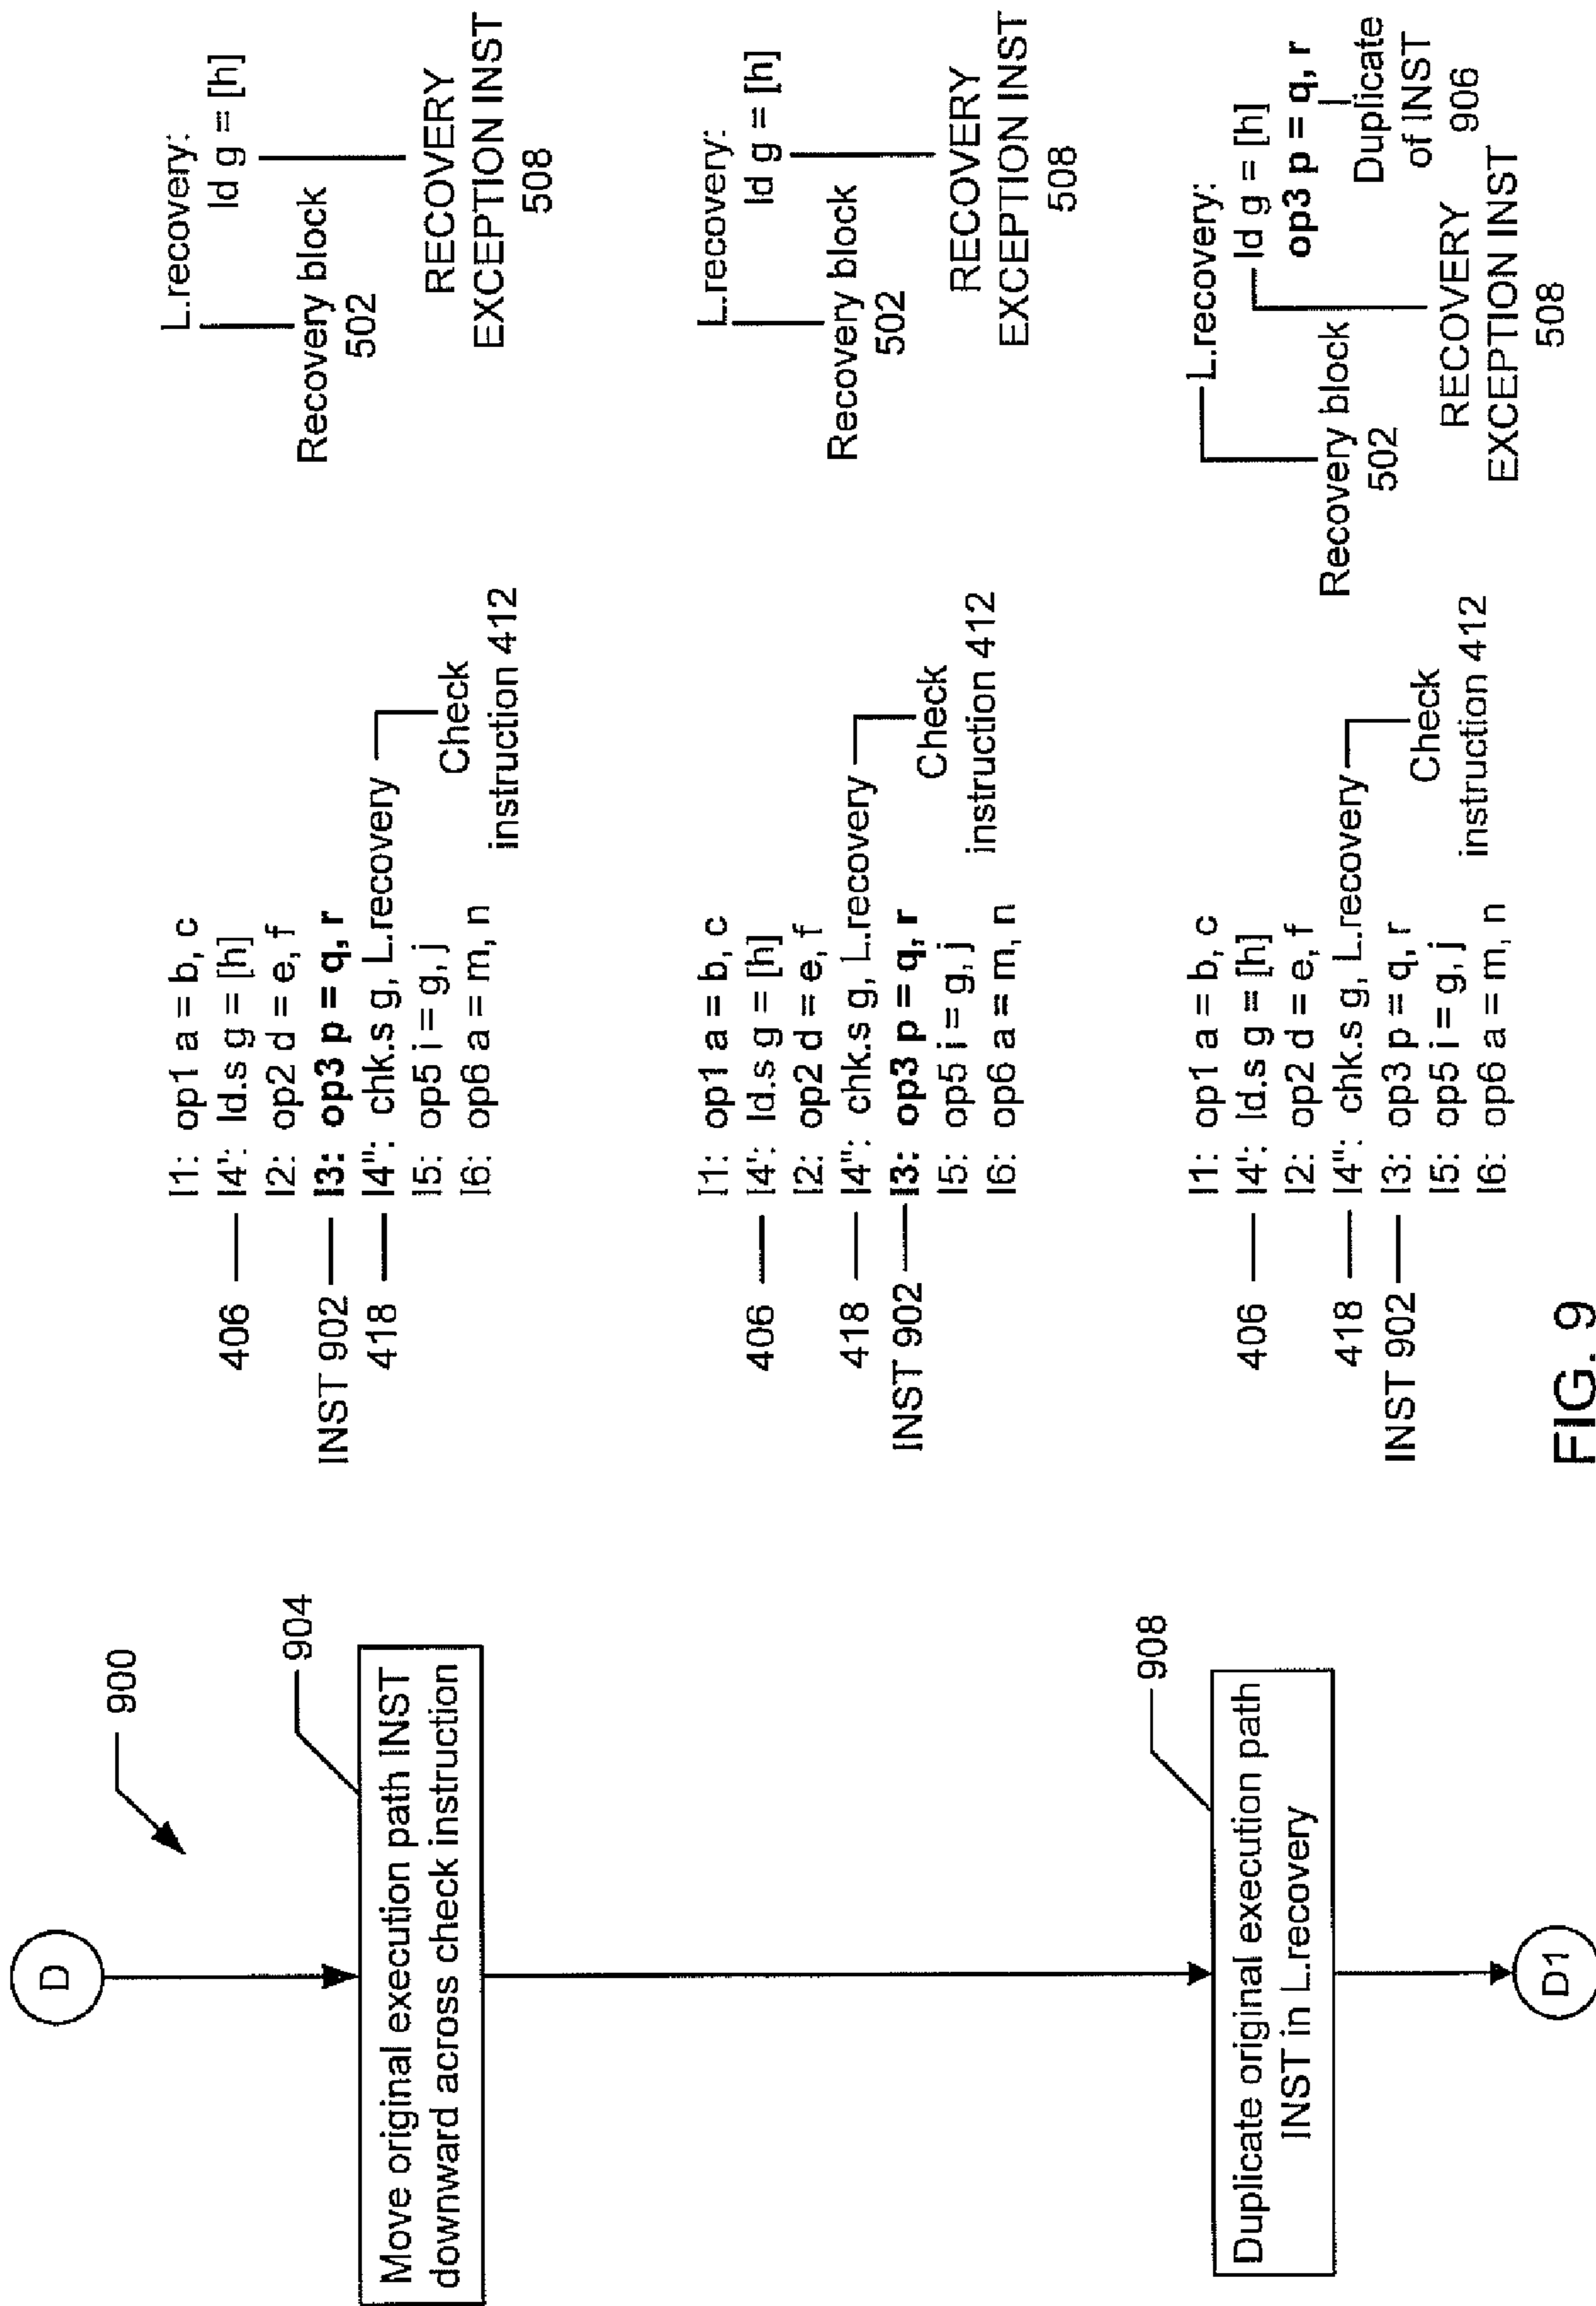 D
900
904
Move original execution path INST
downward across check instruction
908
Duplicate original execution path
INST in L.recovery
D1
I1: op1 a = b, c
406 I4': ld.s g = [h]
I2: op2 d = e, f
INST 902 I3: op3 p = q, r
418 I4": chk.s g, L.recovery
I5: op5 i = g, j
I6: op6 a = m, n
Check
instruction 412
L.recovery:
ld g = [h]
Recovery block
502
RECOVERY
EXCEPTION INST
508
I1: op1 a = b, c
406 I4': ld.s g = [h]
I2: op2 d = e, f
418 I4": chk.s g, L.recovery
INST 902 I3: op3 p = q, r
I5: op5 i = g, j
I6: op6 a = m, n
Check
instruction 412
L.recovery:
ld g = [h]
Recovery block
502
RECOVERY
EXCEPTION INST
508
I1: op1 a = b, c
406 I4': ld.s g = [h]
I2: op2 d = e, f
418 I4": chk.s g, L.recovery
INST 902 I3: op3 p = q, r
I5: op5 i = g, j
I6: op6 a = m, n
Check
instruction 412
L.recovery:
ld g = [h]
op3 p = q, r
Duplicate
of INST
906
Recovery block
502
RECOVERY
EXCEPTION INST
508
FIG. 9